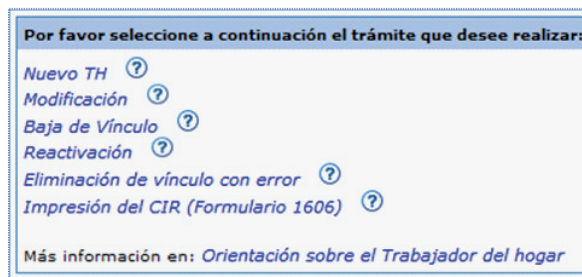 Por favor seleccione a continuación el trámite que desee realizar:
Nuevo TH ?
Modificación ?
Baja de Vínculo ?
Reactivación ?
Eliminación de vínculo con error ?
Impresión del CIR (Formulario 1606) ?
Más información en: Orientación sobre el Trabajador del hogar